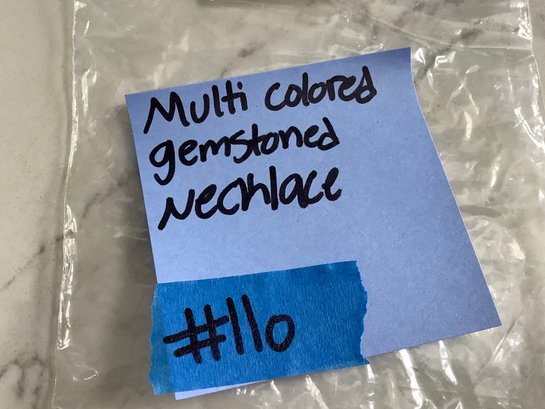 Multi colored
gemstoned
Necklace
#110